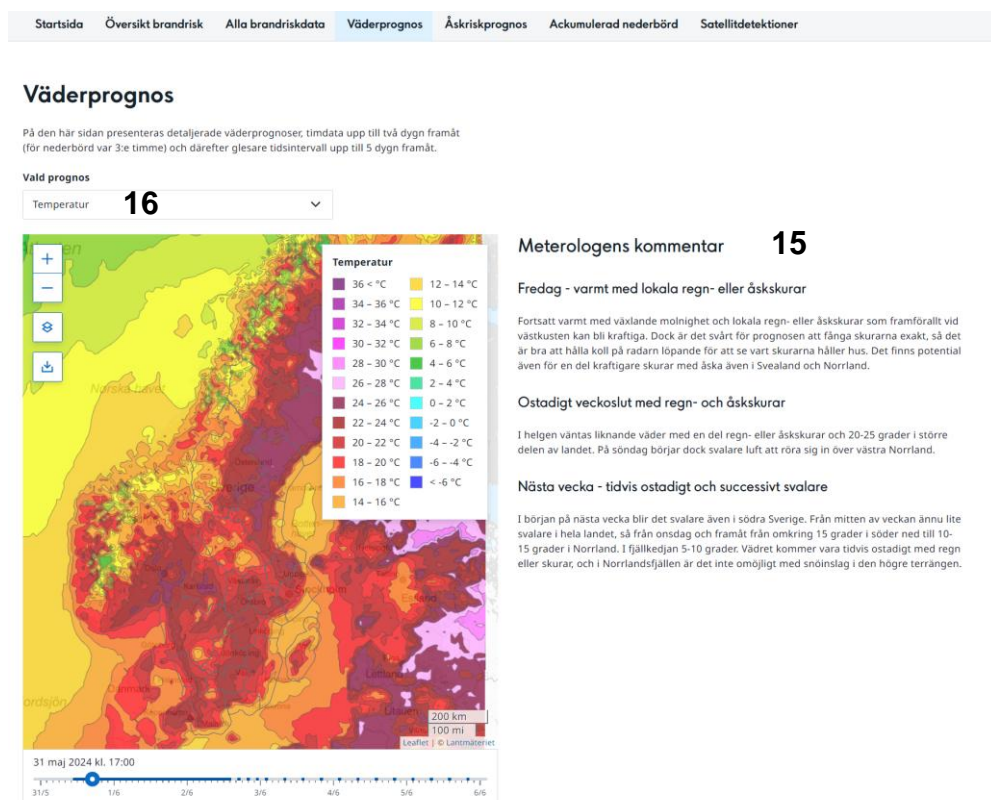 Startsida Översikt brandrisk Alla brandriskdata Väderprognos Åskriskprognos Ackumulerad nederbörd Satellitdetektioner
Väderprognos
På den här sidan presenteras detaljerade väderprognoser, timdata upp till två dygn framåt
(för nederbörd var 3:e timme) och därefter glesare tidsintervall upp till 5 dygn framåt.
Vald prognos
Temperatur 16
Norska havet
Sverige
Oslo
Stockholm
Estland
Lettland
Danmark
+
−
Temperatur
36 < °C 12 – 14 °C
34 – 36 °C 10 – 12 °C
32 – 34 °C 8 – 10 °C
30 – 32 °C 6 – 8 °C
28 – 30 °C 4 – 6 °C
26 – 28 °C 2 – 4 °C
24 – 26 °C 0 – 2 °C
22 – 24 °C -2 – 0 °C
20 – 22 °C -4 – -2 °C
18 – 20 °C -6 – -4 °C
16 – 18 °C < -6 °C
14 – 16 °C
200 km
100 mi
Leaflet | © Lantmäteriet
31 maj 2024 kl. 17:00
31/5 1/6 2/6 3/6 4/6 5/6 6/6
Meterologens kommentar 15
Fredag - varmt med lokala regn- eller åskskurar
Fortsatt varmt med växlande molnighet och lokala regn- eller åskskurar som framförallt vid
västkusten kan bli kraftiga. Dock är det svårt för prognosen att fånga skurarna exakt, så det
är bra att hålla koll på radarn löpande för att se vart skurarna håller hus. Det finns potential
även för en del kraftigare skurar med åska även i Svealand och Norrland.
Ostadigt veckoslut med regn- och åskskurar
I helgen väntas liknande väder med en del regn- eller åskskurar och 20-25 grader i större
delen av landet. På söndag börjar dock svalare luft att röra sig in över västra Norrland.
Nästa vecka - tidvis ostadigt och successivt svalare
I början på nästa vecka blir det svalare även i södra Sverige. Från mitten av veckan ännu lite
svalare i hela landet, så från onsdag och framåt från omkring 15 grader i söder ned till 10-
15 grader i Norrland. I fjällkedjan 5-10 grader. Vädret kommer vara tidvis ostadigt med regn
eller skurar, och i Norrlandsfjällen är det inte omöjligt med snöinslag i den högre terrängen.